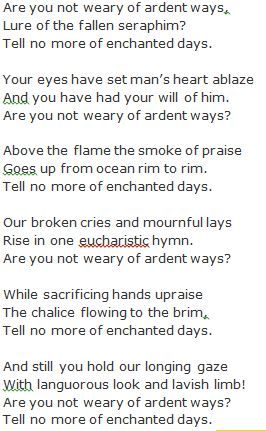 Are you not weary of ardent ways,
Lure of the fallen seraphim?
Tell no more of enchanted days.

Your eyes have set man’s heart ablaze
And you have had your will of him.
Are you not weary of ardent ways?

Above the flame the smoke of praise
Goes up from ocean rim to rim.
Tell no more of enchanted days.

Our broken cries and mournful lays
Rise in one eucharistic hymn.
Are you not weary of ardent ways?

While sacrificing hands upraise
The chalice flowing to the brim,
Tell no more of enchanted days.

And still you hold our longing gaze
With languorous look and lavish limb!
Are you not weary of ardent ways?
Tell no more of enchanted days.